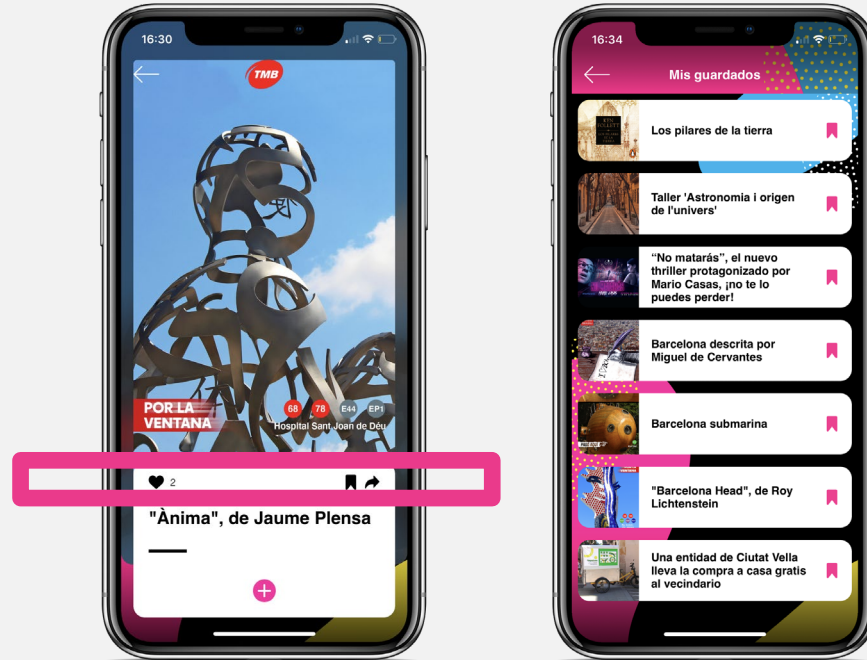 16:30
TMB
POR LA
VENTANA
68 78 E44 EP1
Hospital Sant Joan de Déu
2
"Ànima", de Jaume Plensa
16:34
Mis guardados
KEN
FOLLETT
Los pilares de la tierra
Taller 'Astronomia i origen
de l'univers'
“No matarás”, el nuevo
thriller protagonizado por
Mario Casas, ¡no te lo
puedes perder!
Barcelona descrita por
Miguel de Cervantes
Barcelona submarina
"Barcelona Head", de Roy
Lichtenstein
Una entidad de Ciutat Vella
lleva la compra a casa gratis
al vecindario